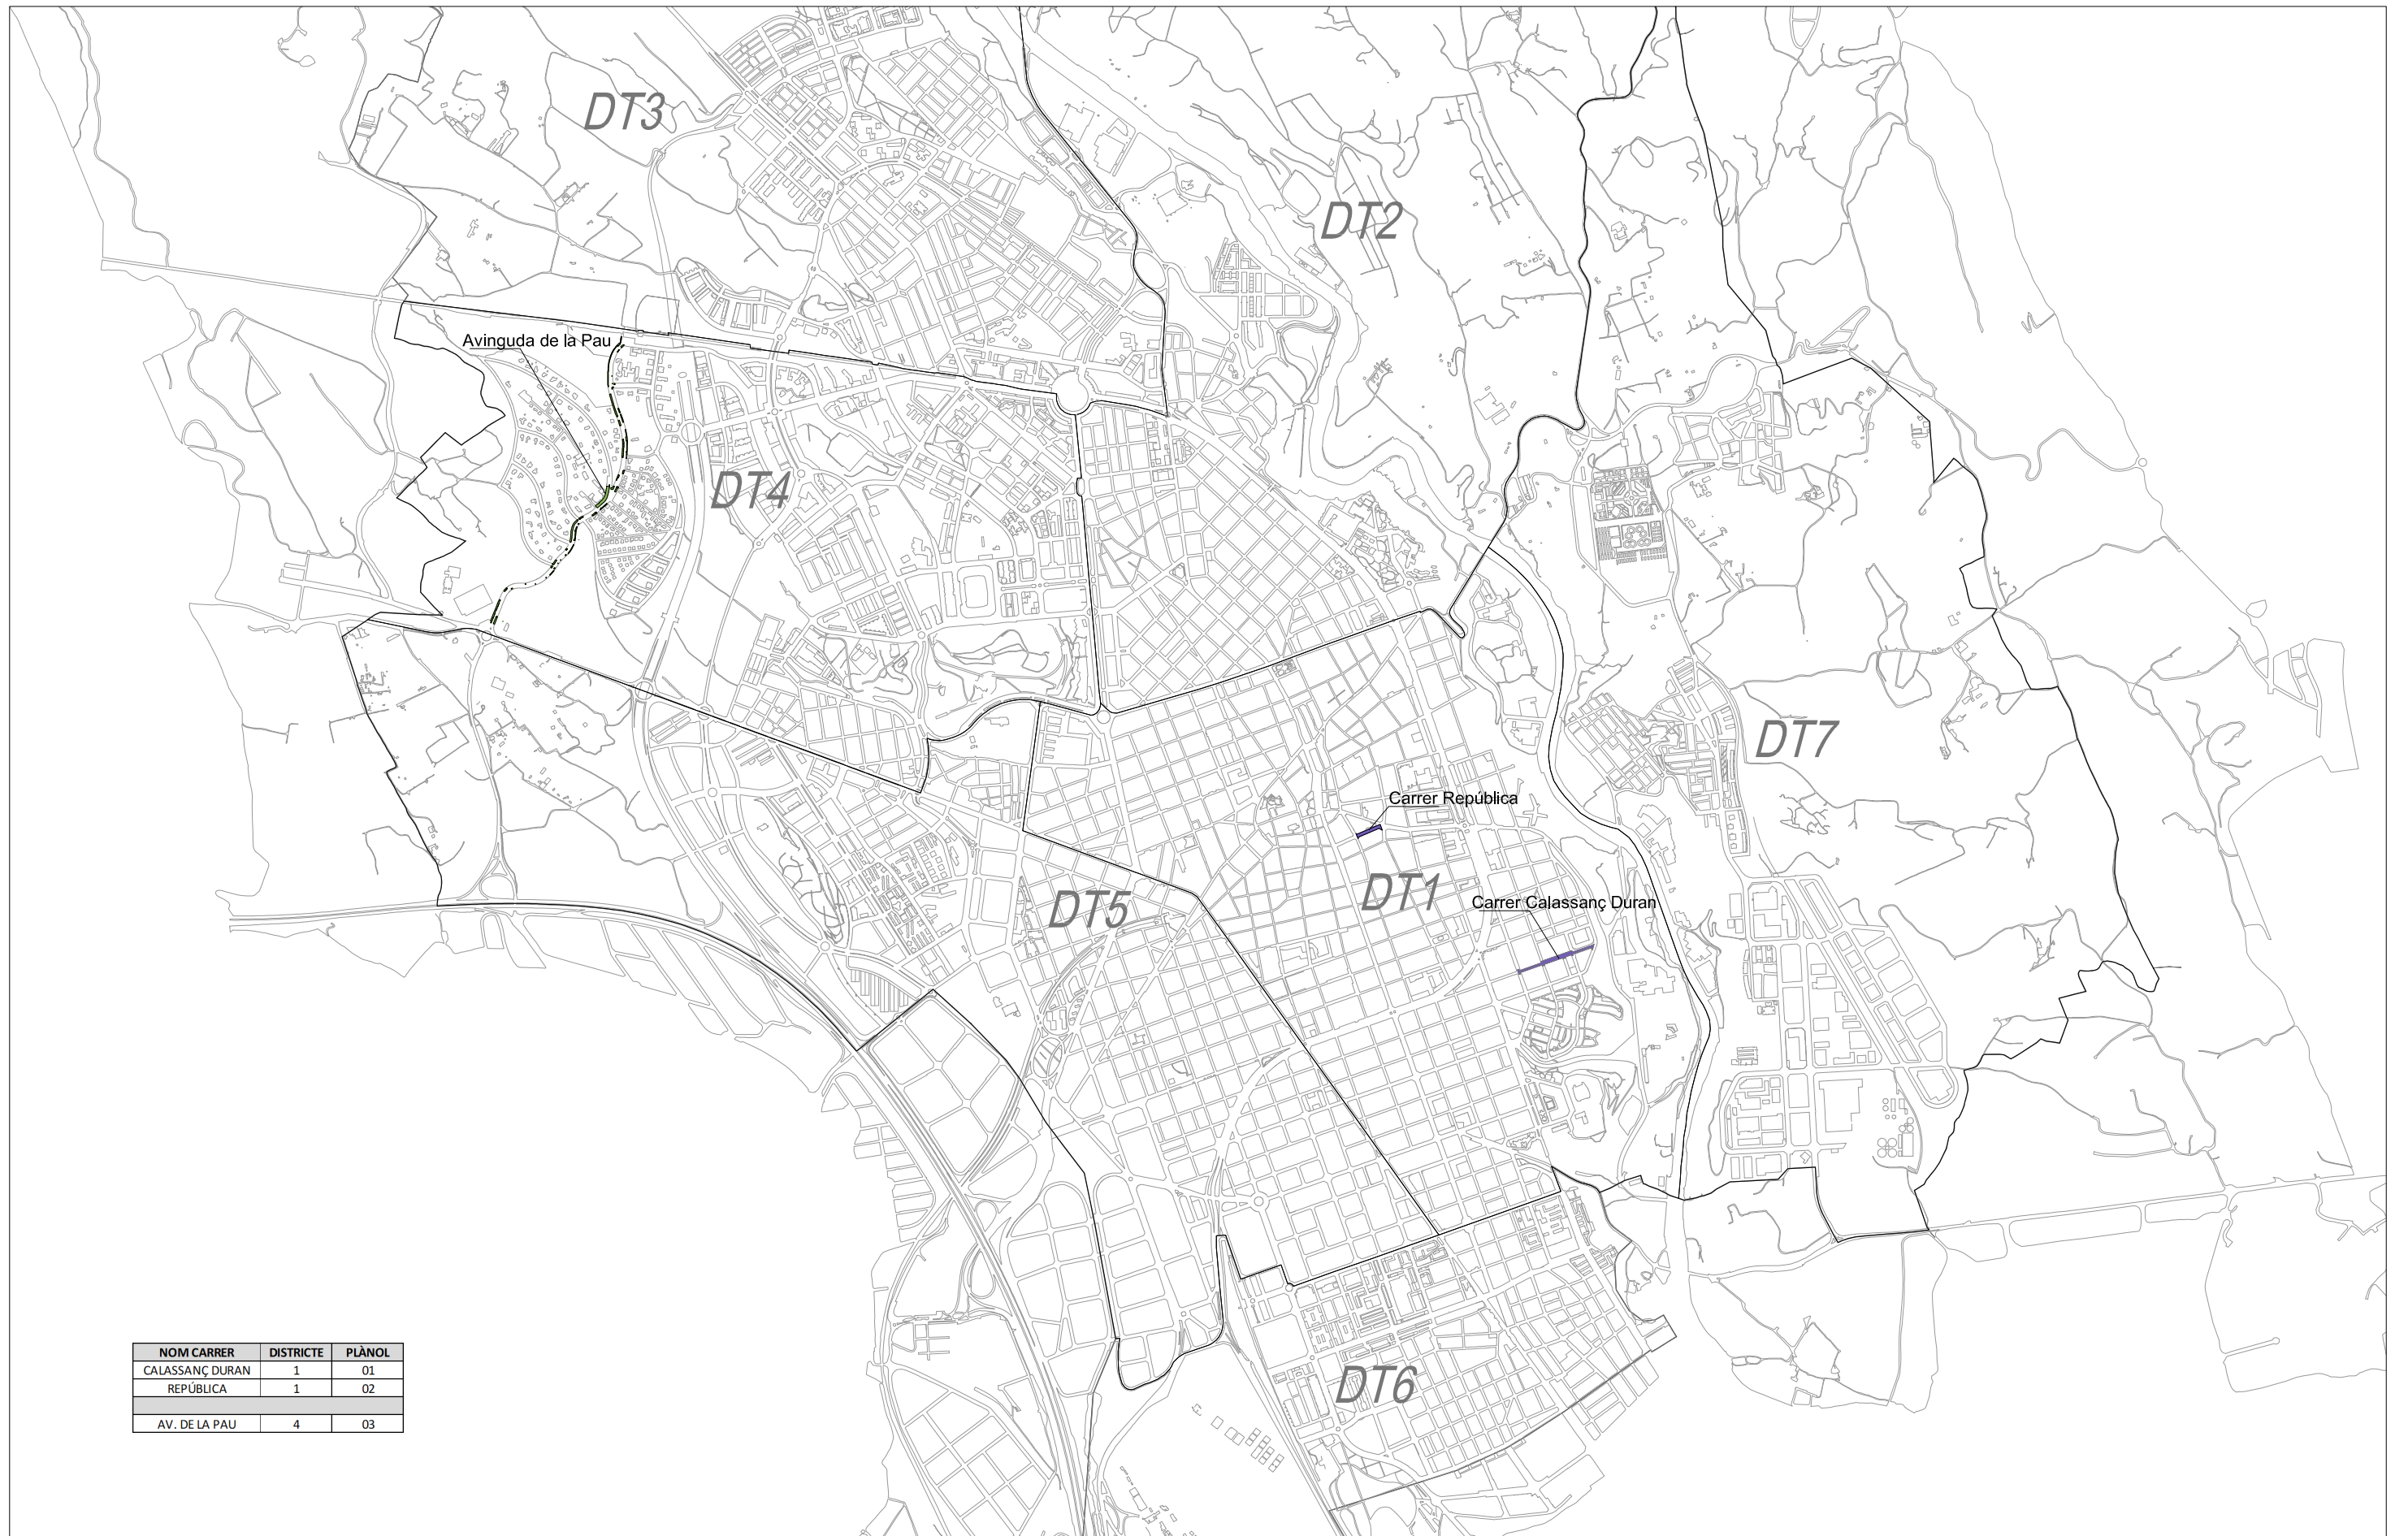 DT3
DT2
Avinguda de la Pau
DT4
DT7
Carrer República
DT1
DT5
Carrer Calassanç Duran
DT6
NOM CARRER DISTRICTE PLÀNOL
CALASSANÇ DURAN 1 01
REPÚBLICA 1 02
AV. DE LA PAU 4 03